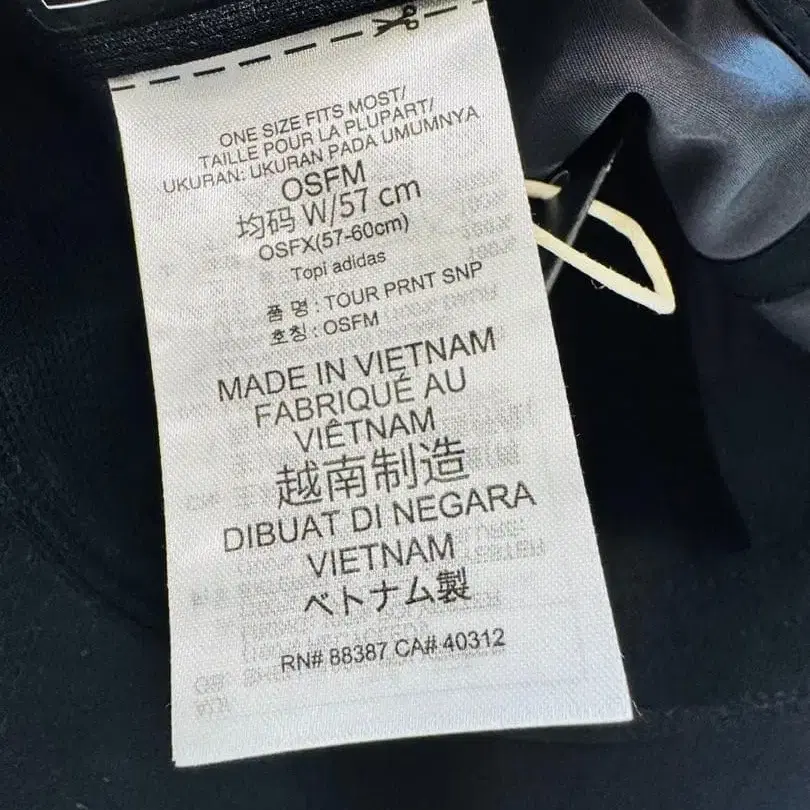 ONE SIZE FITS MOST/
TAILLE POUR LA PLUPART/
UKURAN: UKURAN PADA UMUMNYA
OSFM
均码 W/57 cm
OSFX(57-60cm)
Topi adidas
품 명 : TOUR PRNT SNP
호칭 : OSFM
MADE IN VIETNAM
FABRIQUÉ AU
VIÊTNAM
越南制造
DIBUAT DI NEGARA
VIETNAM
ベトナム製
RN# 88387 CA# 40312